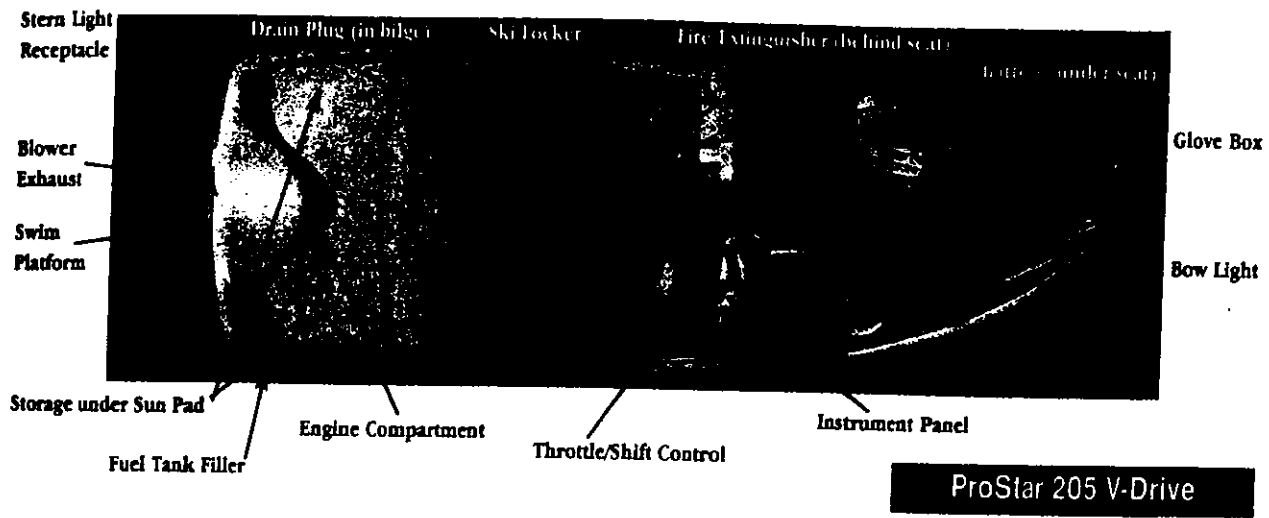 Stern Light
Receptacle
Drain Plug (in bilge)
Ski Locker
Fire Extinguisher (behind seat)
under seat)
Blower
Exhaust
Glove Box
Swim
Platform
Bow Light
Storage under Sun Pad
Engine Compartment
Instrument Panel
Fuel Tank Filler
Throttle/Shift Control
ProStar 205 V-Drive